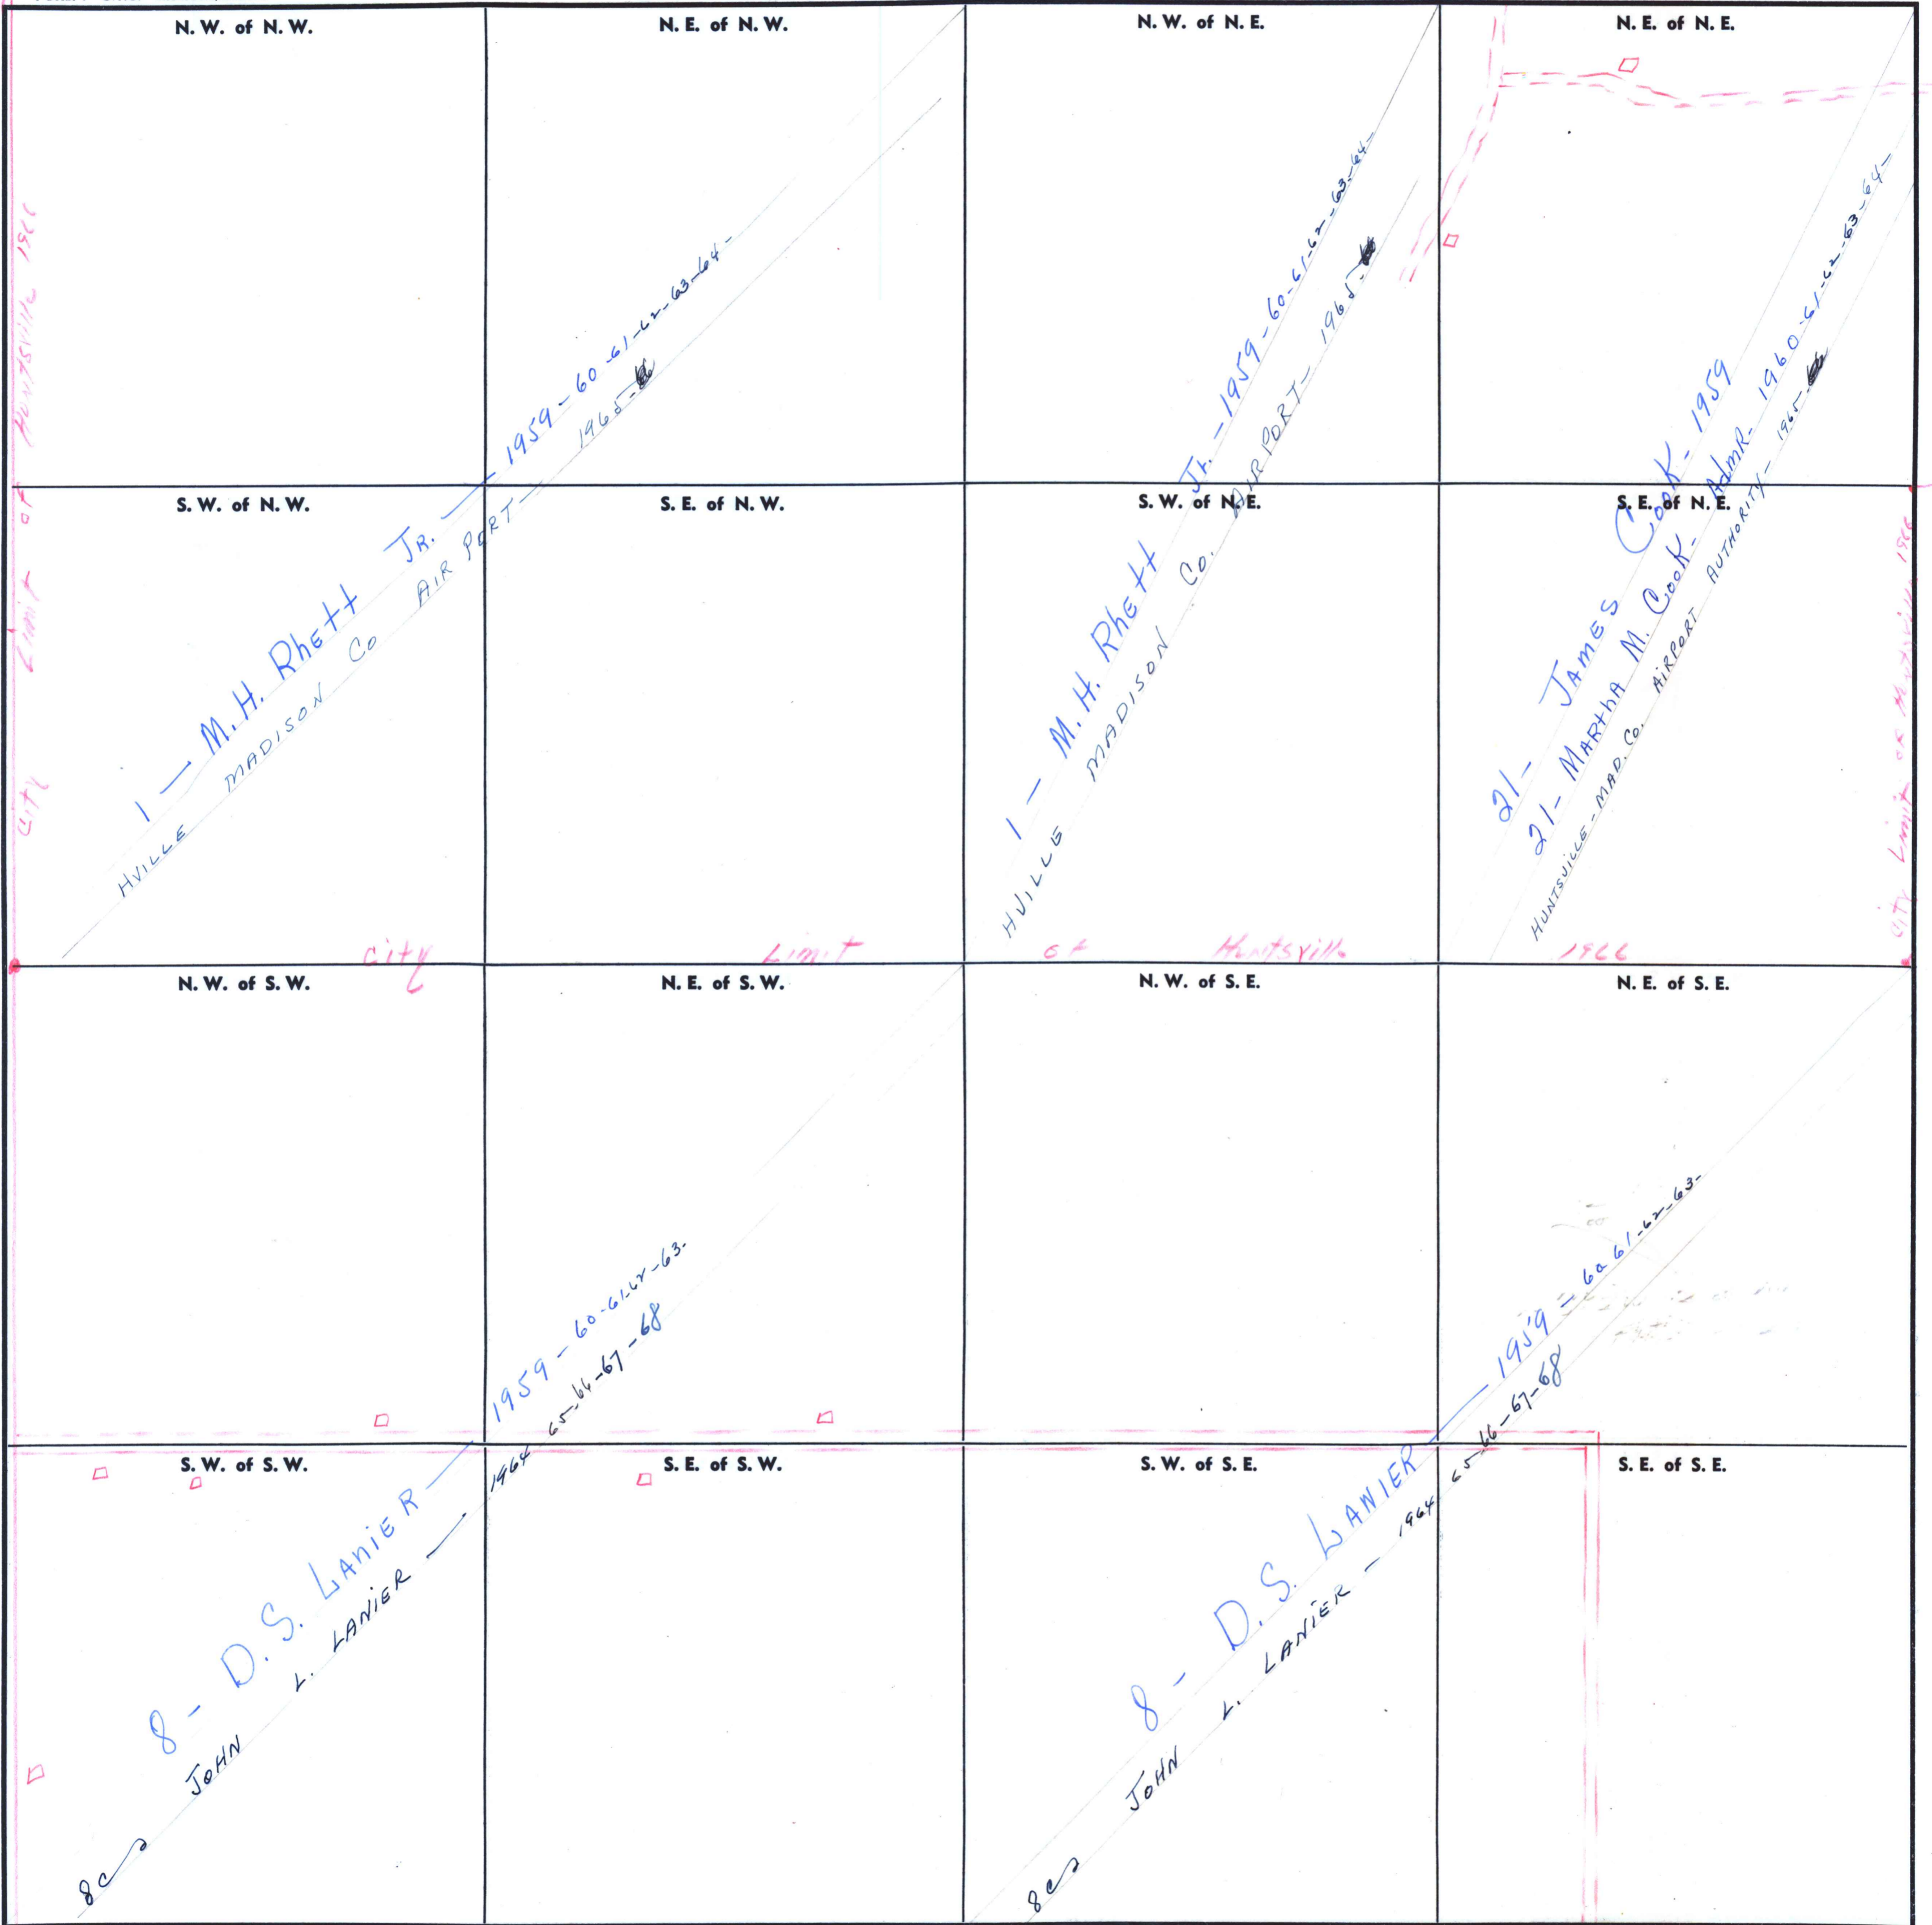 N. W. of N. W.
N. E. of N. W.
N. W. of N. E.
N. E. of N. E.
City Limit of Huntsville 1966
S. W. of N. W.
S. E. of N. W.
S. W. of N. E.
S. E. of N. E.
1 — M.H. RhEtt JR. — 1959-60-61-62-63-64-
HVILLE MADISON CO AIR PORT — 1965-
1 — M.H. RhEtt Jr. - 1959-60-61-62-63-64-
HVILLE MADISON CO. AIRPORT - 1965-
21- JAMES CooK - 1959
21- MARthA M. CooK - AdmR. 1960-61-62-63-64-
HUNTSVILLE - MAD. CO. AIRPORT AUTHORITY - 1965-
City Limit of Huntsville 1966
City Limit of Huntsville 1966
N. W. of S. W.
N. E. of S. W.
N. W. of S. E.
N. E. of S. E.
S. W. of S. W.
S. E. of S. W.
S. W. of S. E.
S. E. of S. E.
8 - D.S. LANiER — 1959-60-61-62-63-
8c JOHN L. LANiER — 1964 65-66-67-68
8 - D.S. LANIER — 1959-60 61-62-63-
8c JOHN L. LANIER — 1964 65-66-67-68